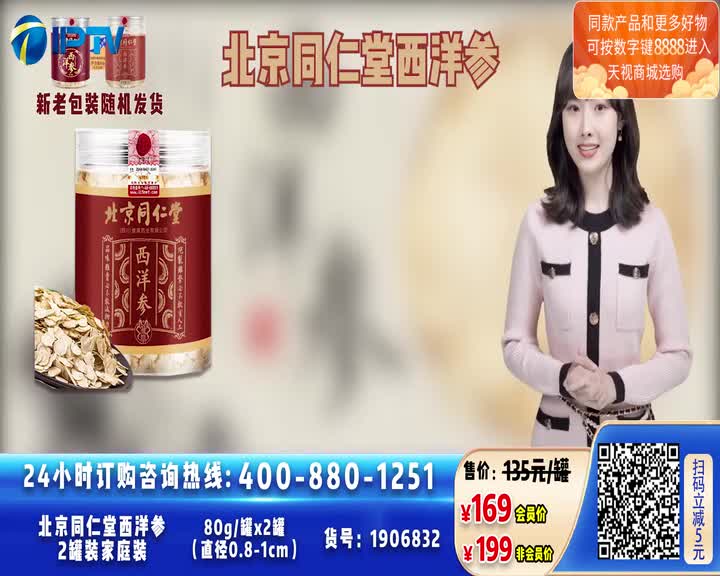 IPTV
北京同仁堂西洋参
同款产品和更多好物
可按数字键8888进入
天视商城选购
新老包装随机发货
北京同仁堂
西洋参
24小时订购咨询热线:400-880-1251
北京同仁堂西洋参
2罐装家庭装
80g/罐x2罐
(直径0.8-1cm)
货号:1906832
售价:135元/罐
¥169会员价
¥199非会员价
扫码立减5元